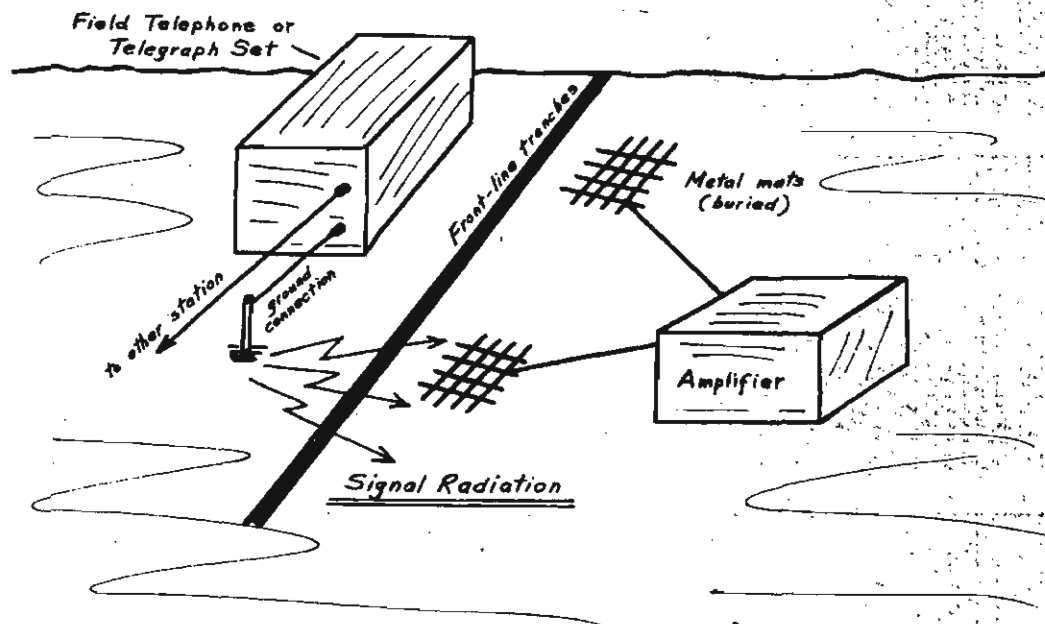 Field Telephone or
Telegraph Set
Front-line trenches
Metal mats
(buried)
to other station
ground
connection
Amplifier
Signal Radiation